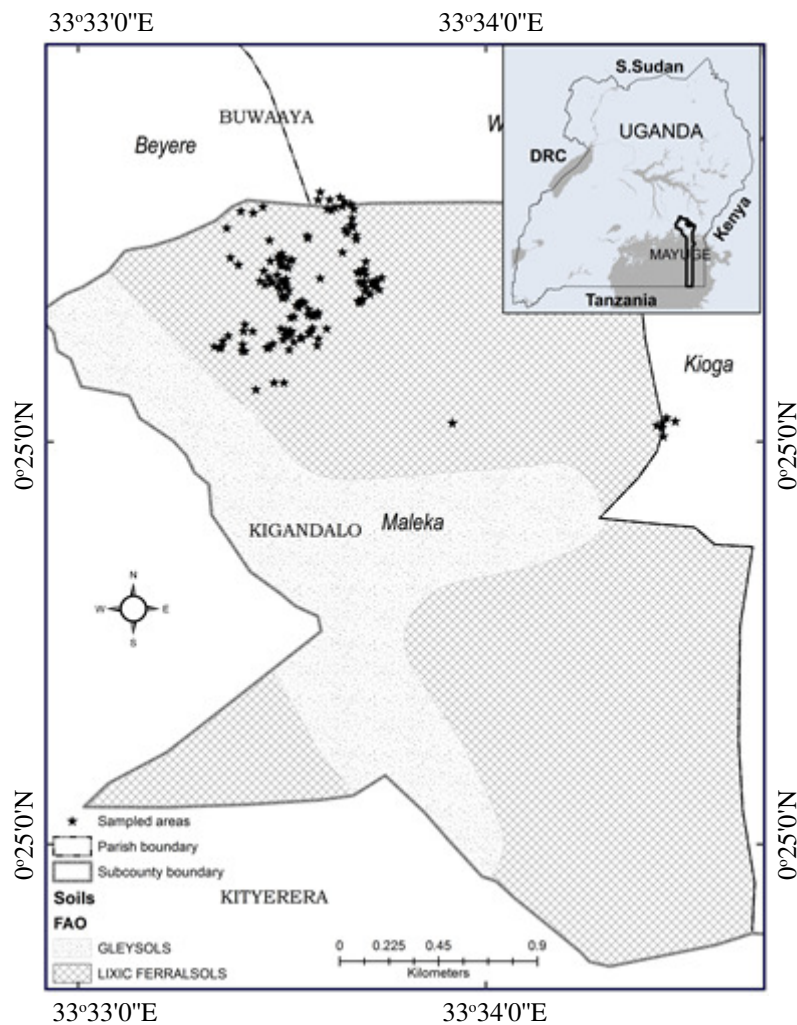 33°33'0"E 33°34'0"E
S.Sudan
BUWAAYA
W
UGANDA
Beyere
DRC
Kenya
MAYUGE
Tanzania
Kioga
0°25'0'N 0°25'0'N
Maleka
KIGANDALO
N
W E
S
Sampled areas
Parish boundary
Subcounty boundary
0°25'0'N 0°25'0'N
Soils
KITYERERA
FAO
GLEYSOLS
0 0.225 0.45 0.9
LIXIC FERRALSOLS
Kilometers
33°33'0"E 33°34'0"E